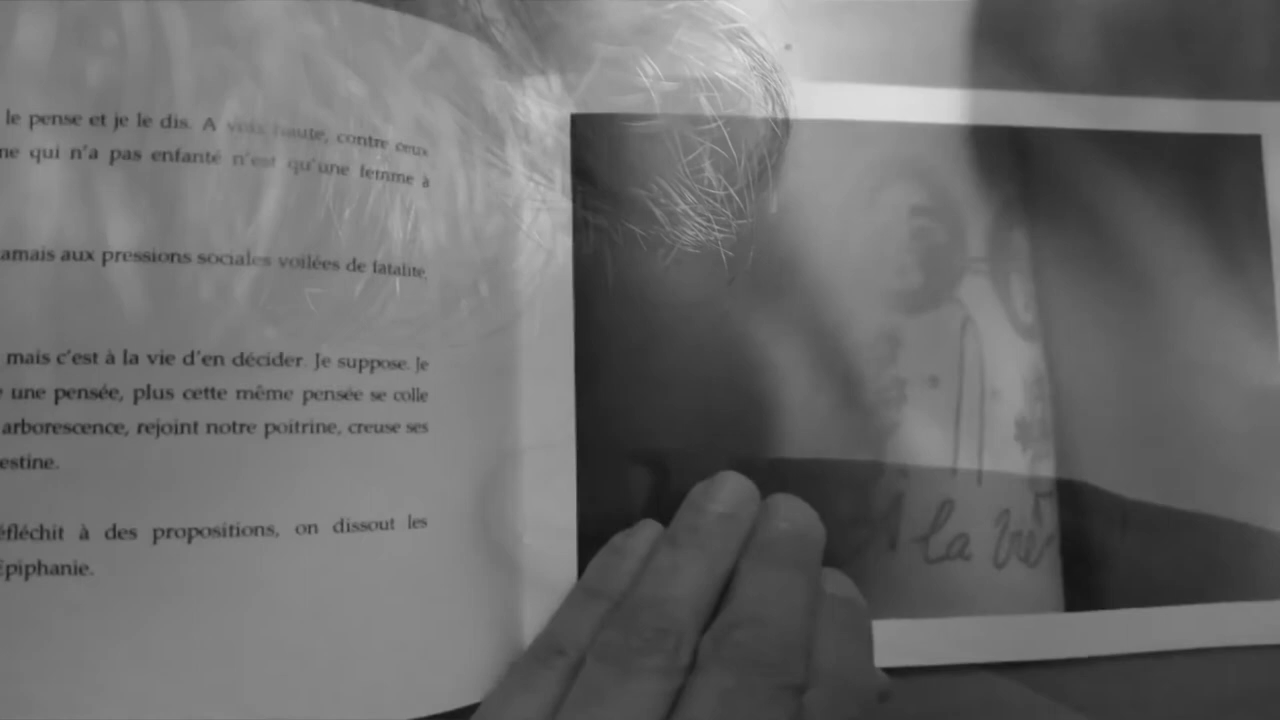 le pense et je le dis. A voix haute, contre ceux
ne qui n'a pas enfanté n'est qu'une femme à
amais aux pressions sociales voilées de fatalité.
mais c'est à la vie d'en décider. Je suppose. Je
e une pensée, plus cette même pensée se colle
arborescence, rejoint notre poitrine, creuse ses
estine.
éfléchit à des propositions, on dissout les
Epiphanie.
la vie